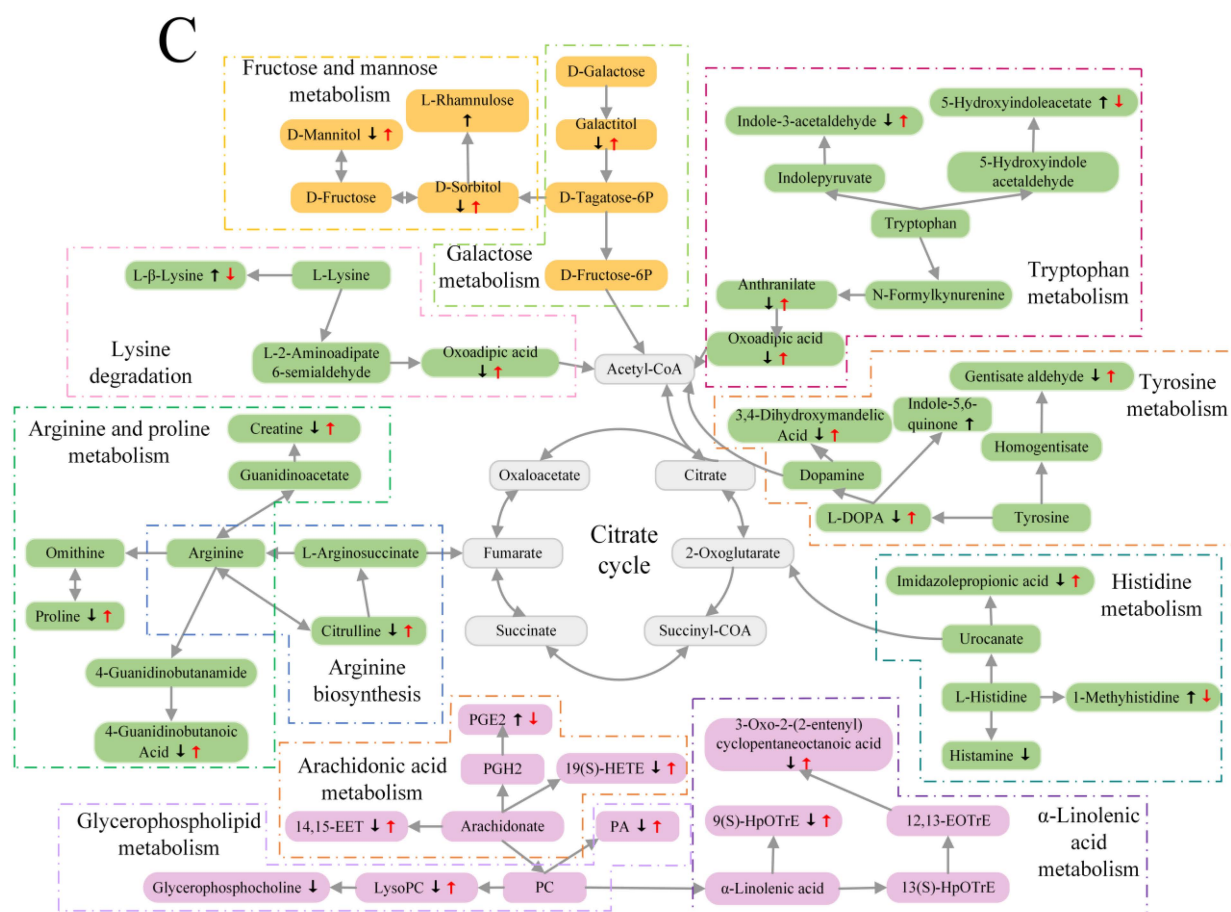 C
Fructose and mannose
metabolism
L-Rhamnulose
↑
D-Mannitol ↓ ↑
D-Fructose
D-Sorbitol
↓ ↑
D-Galactose
Galactitol
↓ ↑
D-Tagatose-6P
D-Fructose-6P
Galactose
metabolism
5-Hydroxyindoleacetate ↑ ↓
Indole-3-acetaldehyde ↓ ↑
Indolepyruvate
5-Hydroxyindole
acetaldehyde
Tryptophan
Tryptophan
metabolism
Anthranilate
↓ ↑
N-Formylkynurenine
Oxoadipic acid
↓ ↑
L-β-Lysine ↑ ↓
L-Lysine
Lysine
degradation
L-2-Aminoadipate
6-semialdehyde
Oxoadipic acid
↓ ↑
Acetyl-CoA
Gentisate aldehyde ↓ ↑
Tyrosine
metabolism
3,4-Dihydroxymandelic
Acid ↓ ↑
Indole-5,6-
quinone ↑
Homogentisate
Dopamine
L-DOPA ↓ ↑
Tyrosine
Arginine and proline
metabolism
Creatine ↓ ↑
Guanidinoacetate
Omithine
Arginine
L-Arginosuccinate
Proline ↓ ↑
Citrulline ↓ ↑
4-Guanidinobutanamide
Arginine
biosynthesis
4-Guanidinobutanoic
Acid ↓ ↑
Oxaloacetate
Citrate
Citrate
cycle
Fumarate
2-Oxoglutarate
Succinate
Succinyl-COA
Imidazolepropionic acid ↓ ↑
Histidine
metabolism
Urocanate
L-Histidine
1-Methyhistidine ↑ ↓
Histamine ↓
PGE2 ↑ ↓
Arachidonic acid
metabolism
PGH2
19(S)-HETE ↓ ↑
14,15-EET ↓ ↑
Arachidonate
PA ↓ ↑
Glycerophospholipid
metabolism
Glycerophosphocholine ↓
LysoPC ↓ ↑
PC
3-Oxo-2-(2-entenyl)
cyclopentaneoctanoic acid
↓ ↑
9(S)-HpOTrE ↓ ↑
12,13-EOTrE
α-Linolenic
acid
metabolism
α-Linolenic acid
13(S)-HpOTrE